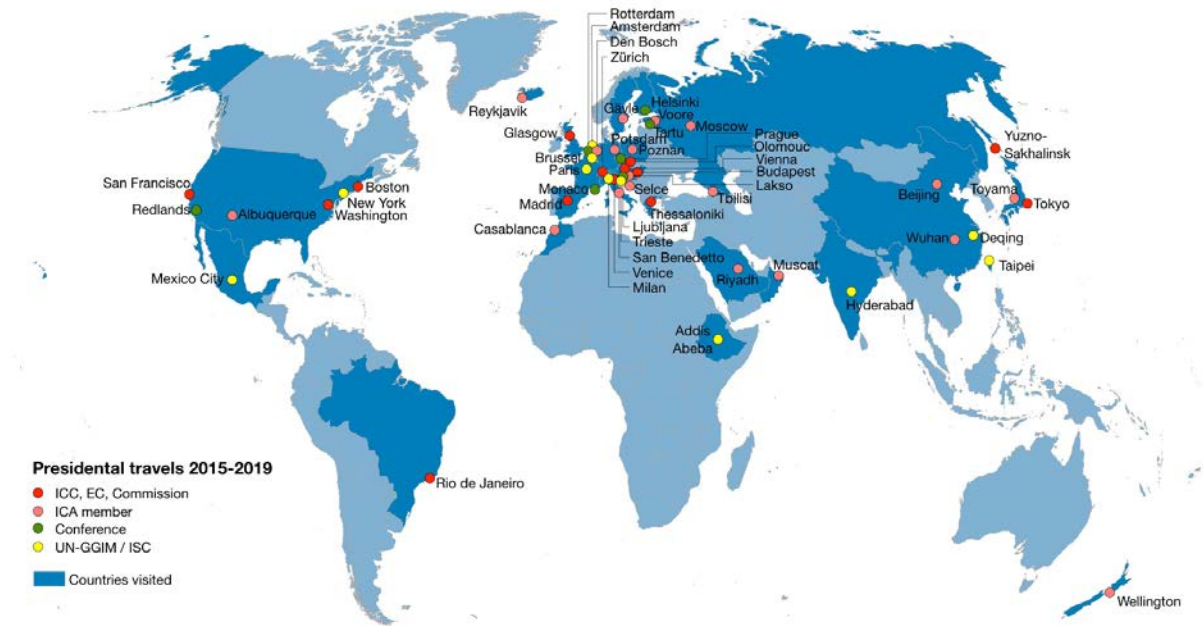 Rotterdam
Amsterdam
Den Bosch
Zürich
Reykjavik
Gävle
Helsinki
Voore
Tartu
Moscow
Glasgow
Potsdam
Poznan
Prague
Olomouc
Vienna
Budapest
Lakso
Yuzno-
Sakhalinsk
Brussel
Paris
San Francisco
Boston
New York
Washington
Redlands
Albuquerque
Monaco
Madrid
Selce
Tbilisi
Thessaloniki
Beijing
Toyama
Tokyo
Casablanca
Ljubljana
Trieste
San Benedetto
Venice
Milan
Wuhan
Deqing
Taipei
Mexico City
Riyadh
Muscat
Hyderabad
Addis
Abeba
Presidental travels 2015-2019
ICC, EC, Commission
ICA member
Conference
UN-GGIM / ISC
Countries visited
Rio de Janeiro
Wellington